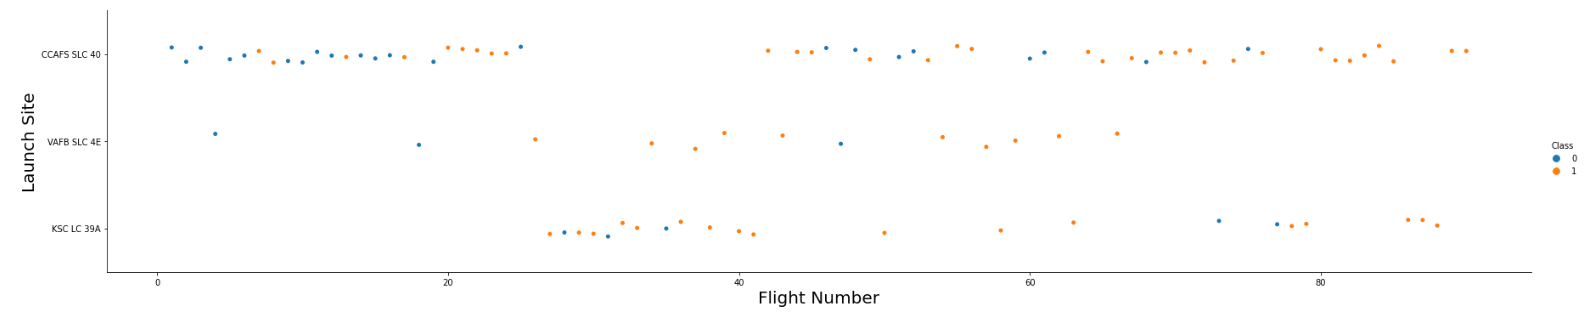 CCAFS SLC 40
VAFB SLC 4E
KSC LC 39A
Launch Site
0
20
40
60
80
Flight Number
Class
0
1